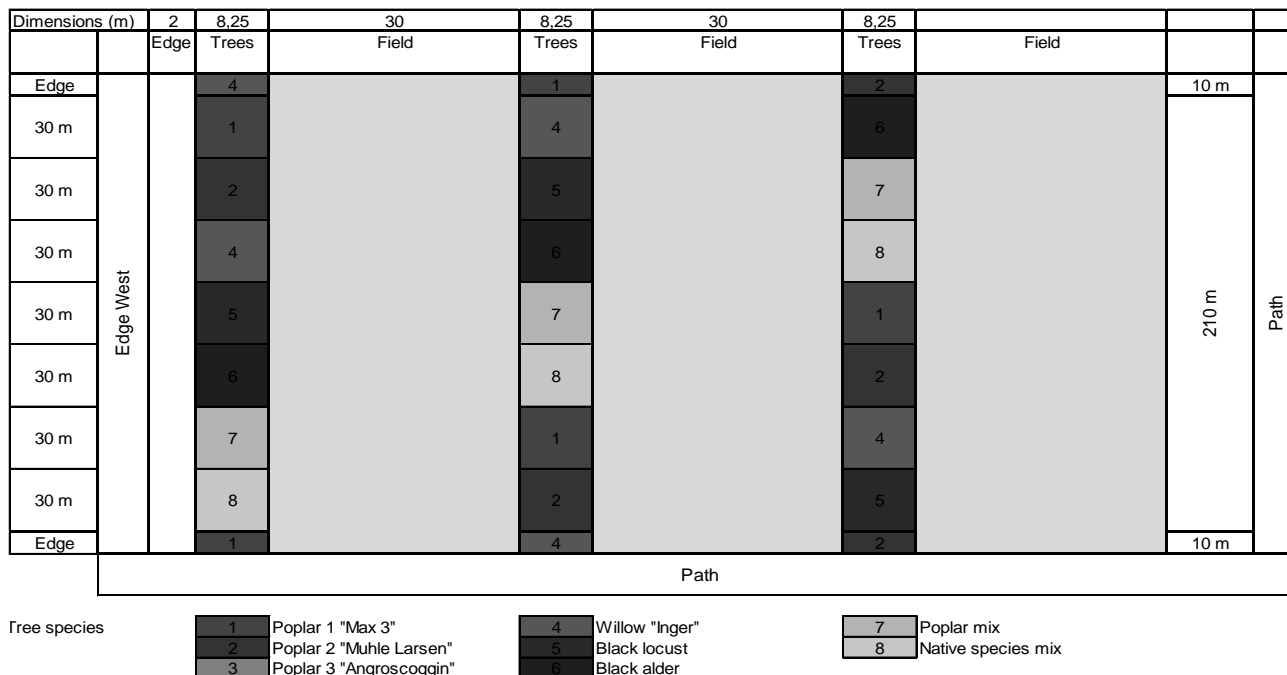 Dimensions (m) 2 8,25 30 8,25 30 8,25
Edge Trees Field Trees Field Trees Field
Edge 4 1 2 10 m
30 m 1 4 6
30 m 2 5 7
30 m 4 6 8
30 m 5 7 1
30 m 6 8 2
30 m 7 1 4
30 m 8 2 5
Edge 1 4 2 10 m
Edge West
210 m
Path
Path
Tree species 1 Poplar 1 "Max 3" 4 Willow "Inger" 7 Poplar mix
2 Poplar 2 "Muhle Larsen" 5 Black locust 8 Native species mix
3 Poplar 3 "Angroscoggin" 6 Black alder